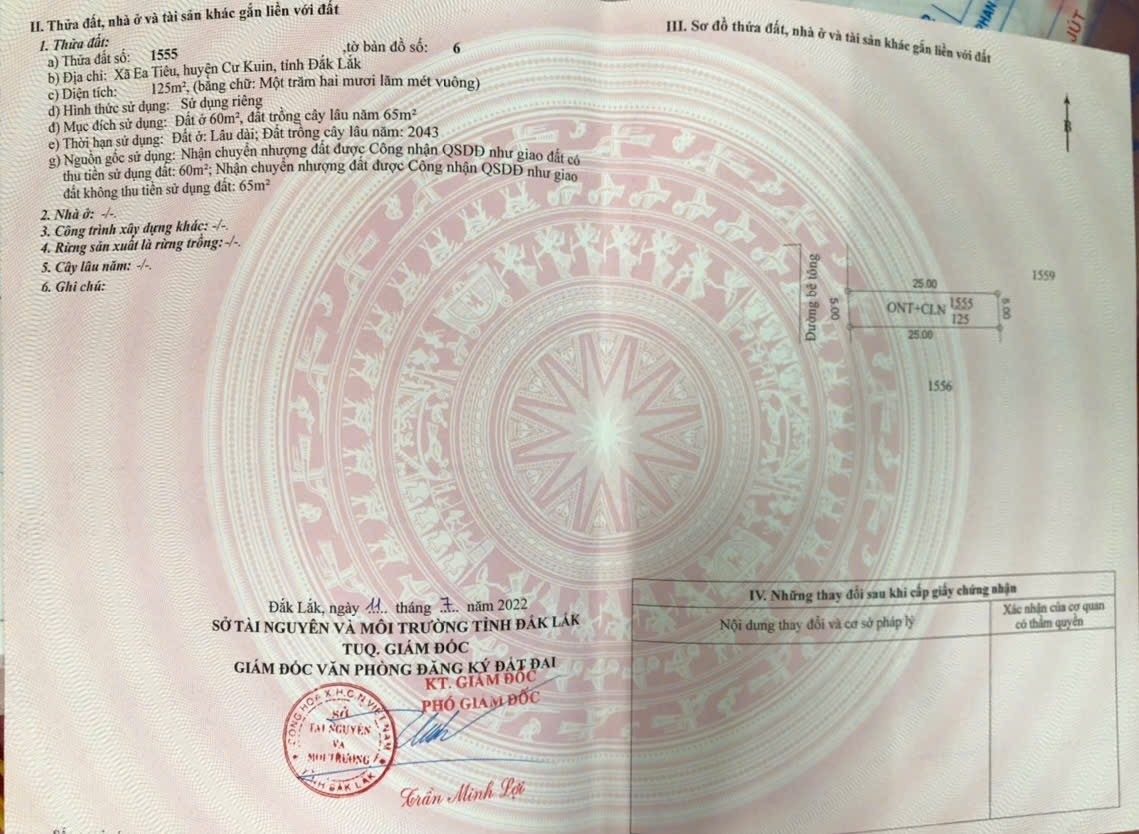 II. Thửa đất, nhà ở và tài sản khác gắn liền với đất
1. Thửa đất:
a) Thửa đất số: 1555 ,tờ bản đồ số: 6
b) Địa chỉ: Xã Ea Tiêu, huyện Cư Kuin, tỉnh Đắk Lắk
c) Diện tích: 125m², (bằng chữ: Một trăm hai mươi lăm mét vuông)
d) Hình thức sử dụng: Sử dụng riêng
đ) Mục đích sử dụng: Đất ở 60m², đất trồng cây lâu năm 65m²
e) Thời hạn sử dụng: Đất ở: Lâu dài; Đất trồng cây lâu năm: 2043
g) Nguồn gốc sử dụng: Nhận chuyển nhượng đất được Công nhận QSDĐ như giao đất có
thu tiền sử dụng đất: 60m²; Nhận chuyển nhượng đất được Công nhận QSDĐ như giao
đất không thu tiền sử dụng đất: 65m²
2. Nhà ở: -/-.
3. Công trình xây dựng khác: -/-.
4. Rừng sản xuất là rừng trồng: -/-.
5. Cây lâu năm: -/-.
6. Ghi chú:
Đắk Lắk, ngày 11.. tháng 7.. năm 2022
SỞ TÀI NGUYÊN VÀ MÔI TRƯỜNG TỈNH ĐẮK LẮK
TUQ. GIÁM ĐỐC
GIÁM ĐỐC VĂN PHÒNG ĐĂNG KÝ ĐẤT ĐAI
KT. GIÁM ĐỐC
PHÓ GIÁM ĐỐC
CỘNG HÒA X.H.C.N VIỆT NAM
SỞ
TÀI NGUYÊN
VÀ
MÔI TRƯỜNG
TỈNH ĐẮK LẮK
Trần Minh Lợi
III. Sơ đồ thửa đất, nhà ở và tài sản khác gắn liền với đất
B
Đường bê tông
5.00
25.00
ONT+CLN 1555
125
25.00
5.00
1559
1556
IV. Những thay đổi sau khi cấp giấy chứng nhận
Nội dung thay đổi và cơ sở pháp lý
Xác nhận của cơ quan
có thẩm quyền
PHAN
JÚT